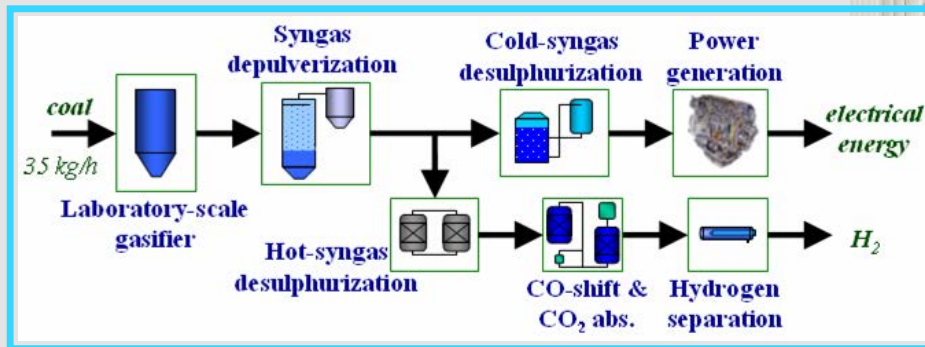 Syngas
depulverization
Cold-syngas
desulphurization
Power
generation
coal
35 kg/h
electrical
energy
Laboratory-scale
gasifier
Hot-syngas
desulphurization
CO-shift &
CO₂ abs.
Hydrogen
separation
H₂